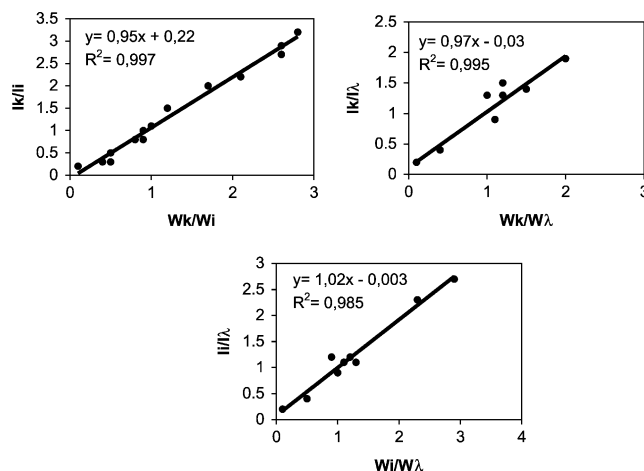 3.5
3
2.5
2
1.5
1
0.5
0
y= 0,95x + 0,22
R²= 0,997
Ik/Ii
0 1 2 3
Wk/Wi
2.5
2
1.5
1
0.5
0
y= 0,97x - 0,03
R²= 0,995
Ik/Iλ
0 1 2 3
Wk/Wλ
3
2.5
2
1.5
1
0.5
0
y= 1,02x - 0,003
R²= 0,985
Ii/Iλ
0 1 2 3 4
Wi/Wλ